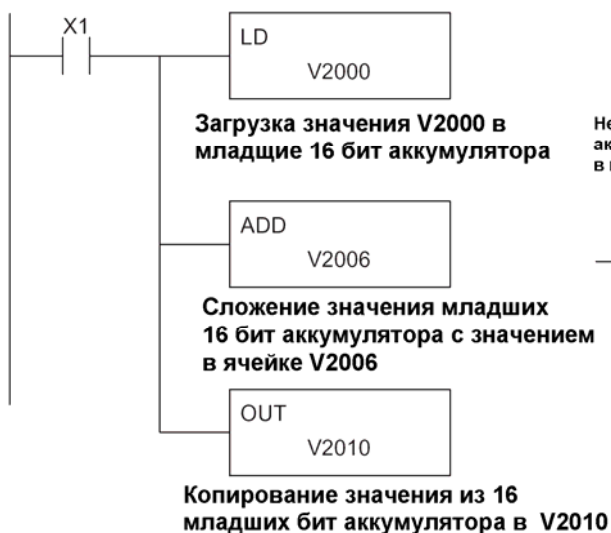 X1
LD
V2000
Загрузка значения V2000 в
младщие 16 бит аккумулятора
ADD
V2006
Сложение значения младших
16 бит аккумулятора с значением
в ячейке V2006
OUT
V2010
Копирование значения из 16
младших бит аккумулятора в V2010